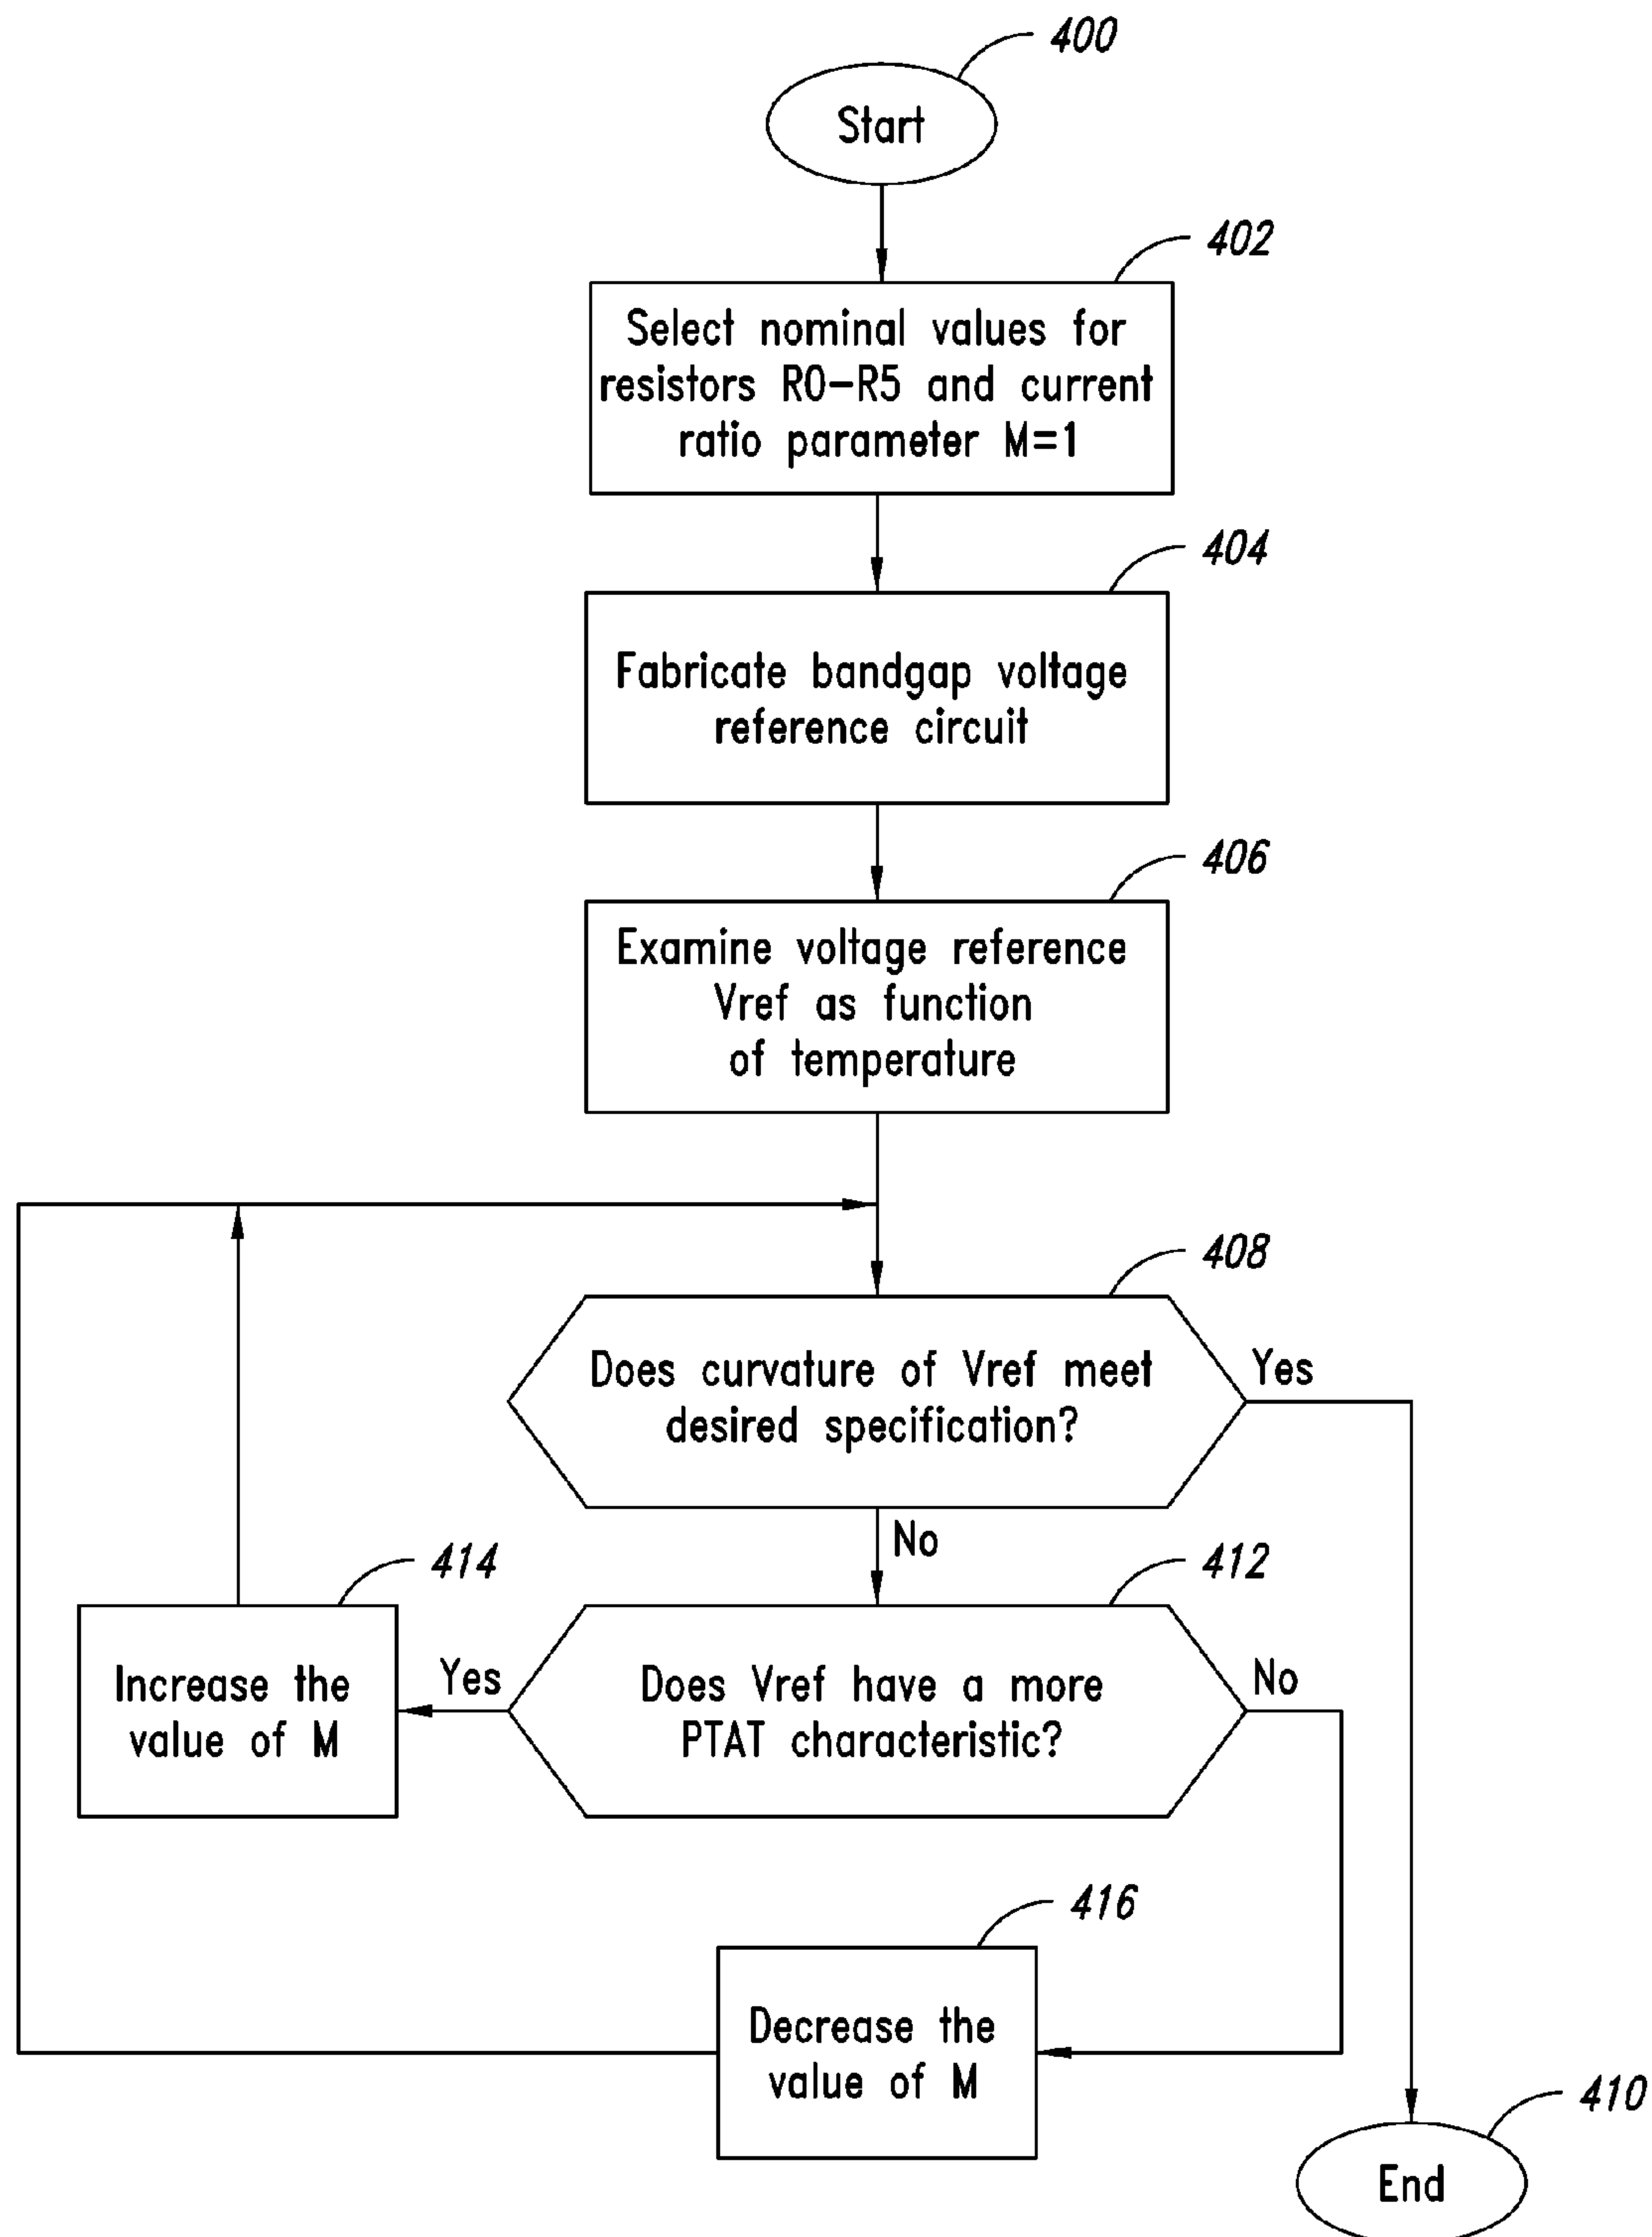 400
Start
402
Select nominal values for
resistors R0-R5 and current
ratio parameter M=1
404
Fabricate bandgap voltage
reference circuit
406
Examine voltage reference
Vref as function
of temperature
408
Does curvature of Vref meet
desired specification?
Yes
No
412
Does Vref have a more
PTAT characteristic?
Yes
No
414
Increase the
value of M
416
Decrease the
value of M
410
End